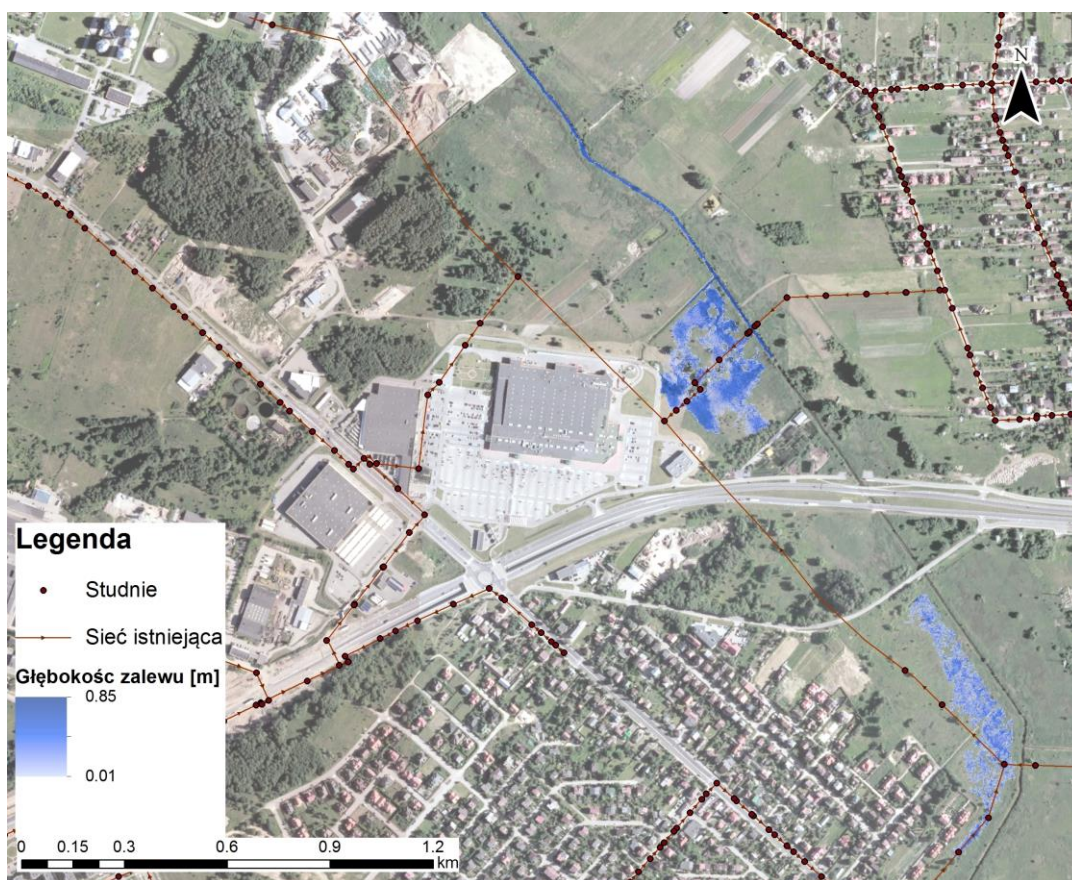 N
Legenda
Studnie
Sieć istniejąca
Głębokośc zalewu [m]
0.85
0.01
0 0.15 0.3 0.6 0.9 1.2
km